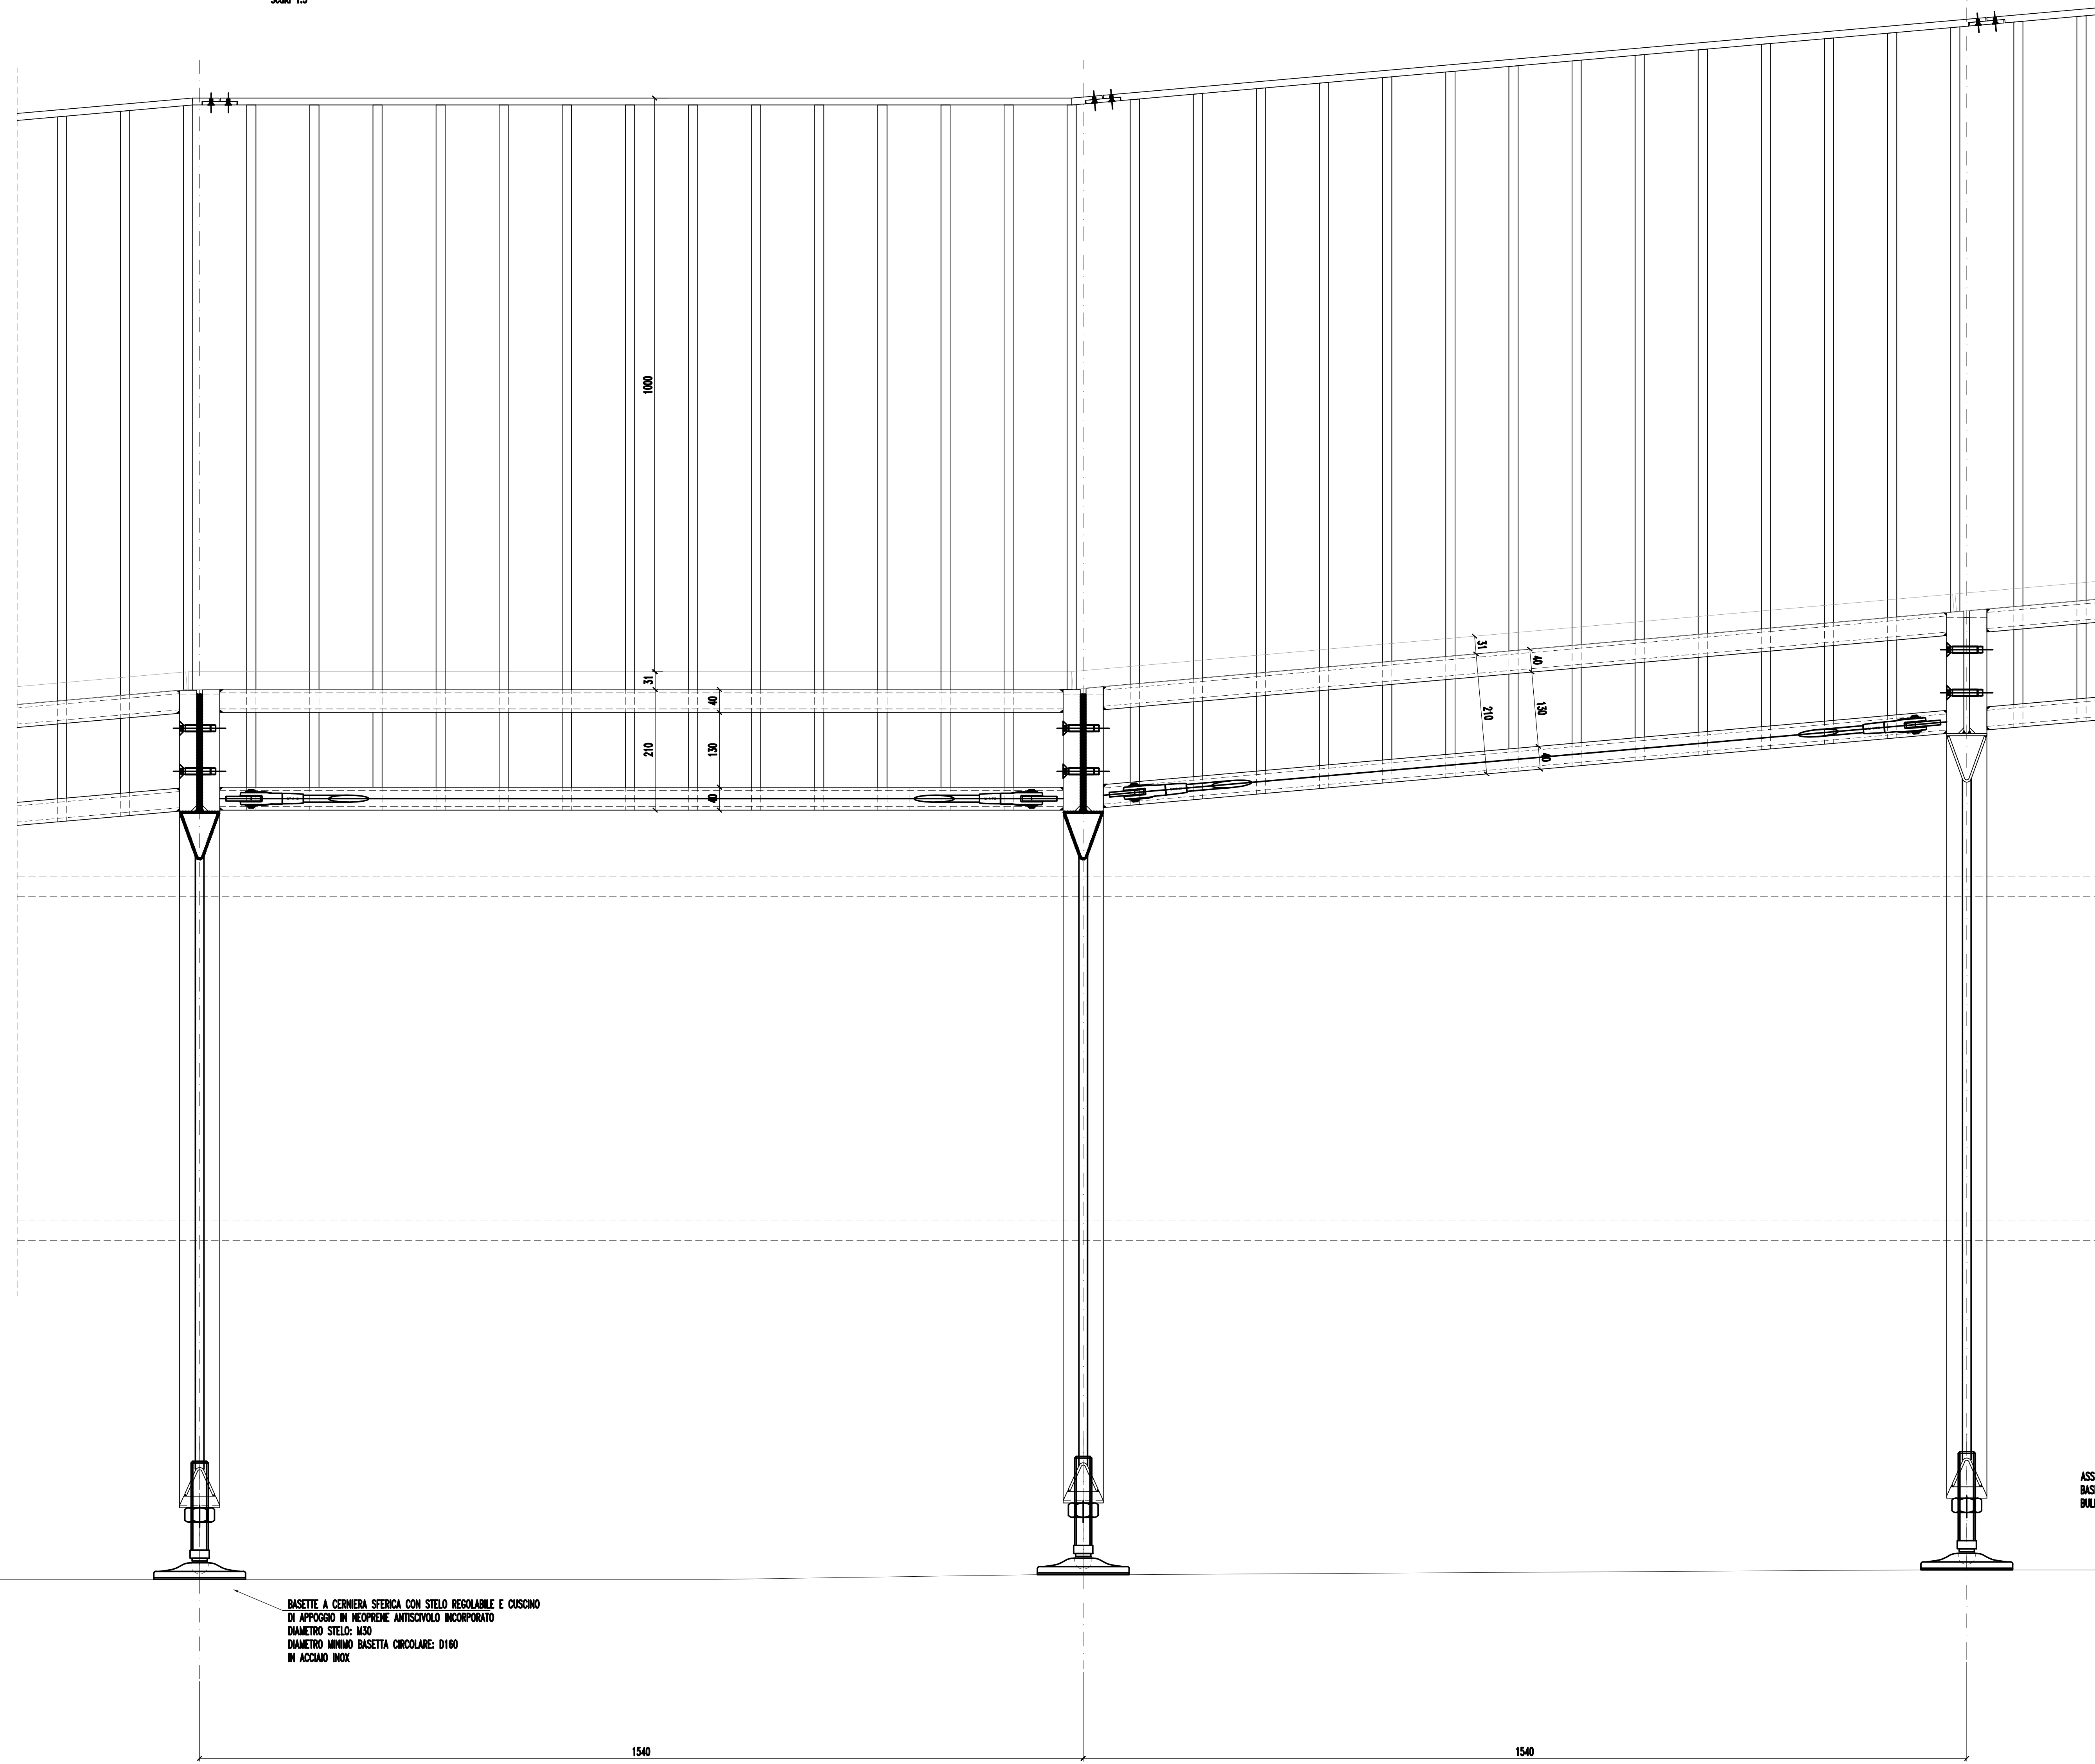 1000
31
40
210
130
40
31
40
210
130
40
BASETTE A CERNIERA SFERICA CON STELO REGOLABILE E CUSCINO
DI APPOGGIO IN NEOPRENE ANTISCIVOLO INCORPORATO
DIAMETRO STELO: M30
DIAMETRO MINIMO BASETTA CIRCOLARE: D160
IN ACCIAIO INOX
1540
1540